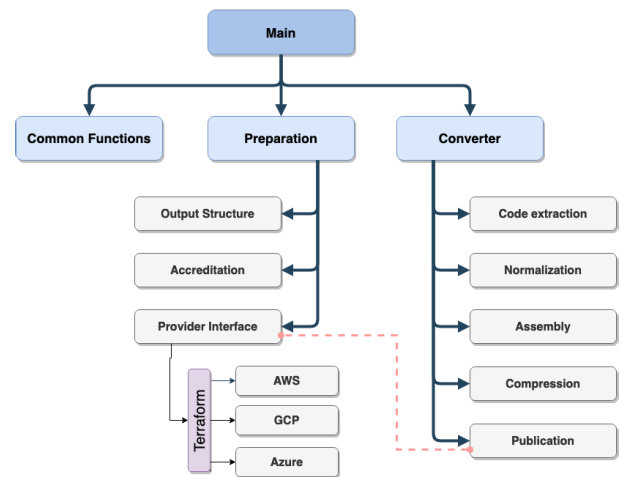 Main
Common Functions
Preparation
Converter
Output Structure
Code extraction
Accreditation
Normalization
Provider Interface
Assembly
Terraform
AWS
Compression
GCP
Publication
Azure